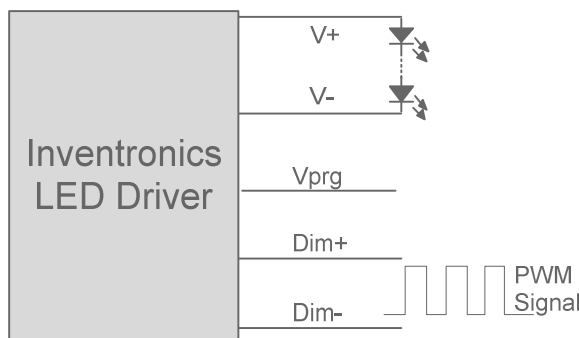 V+
V-
Inventronics
LED Driver
Vprg
Dim+
PWM
Signal
Dim-